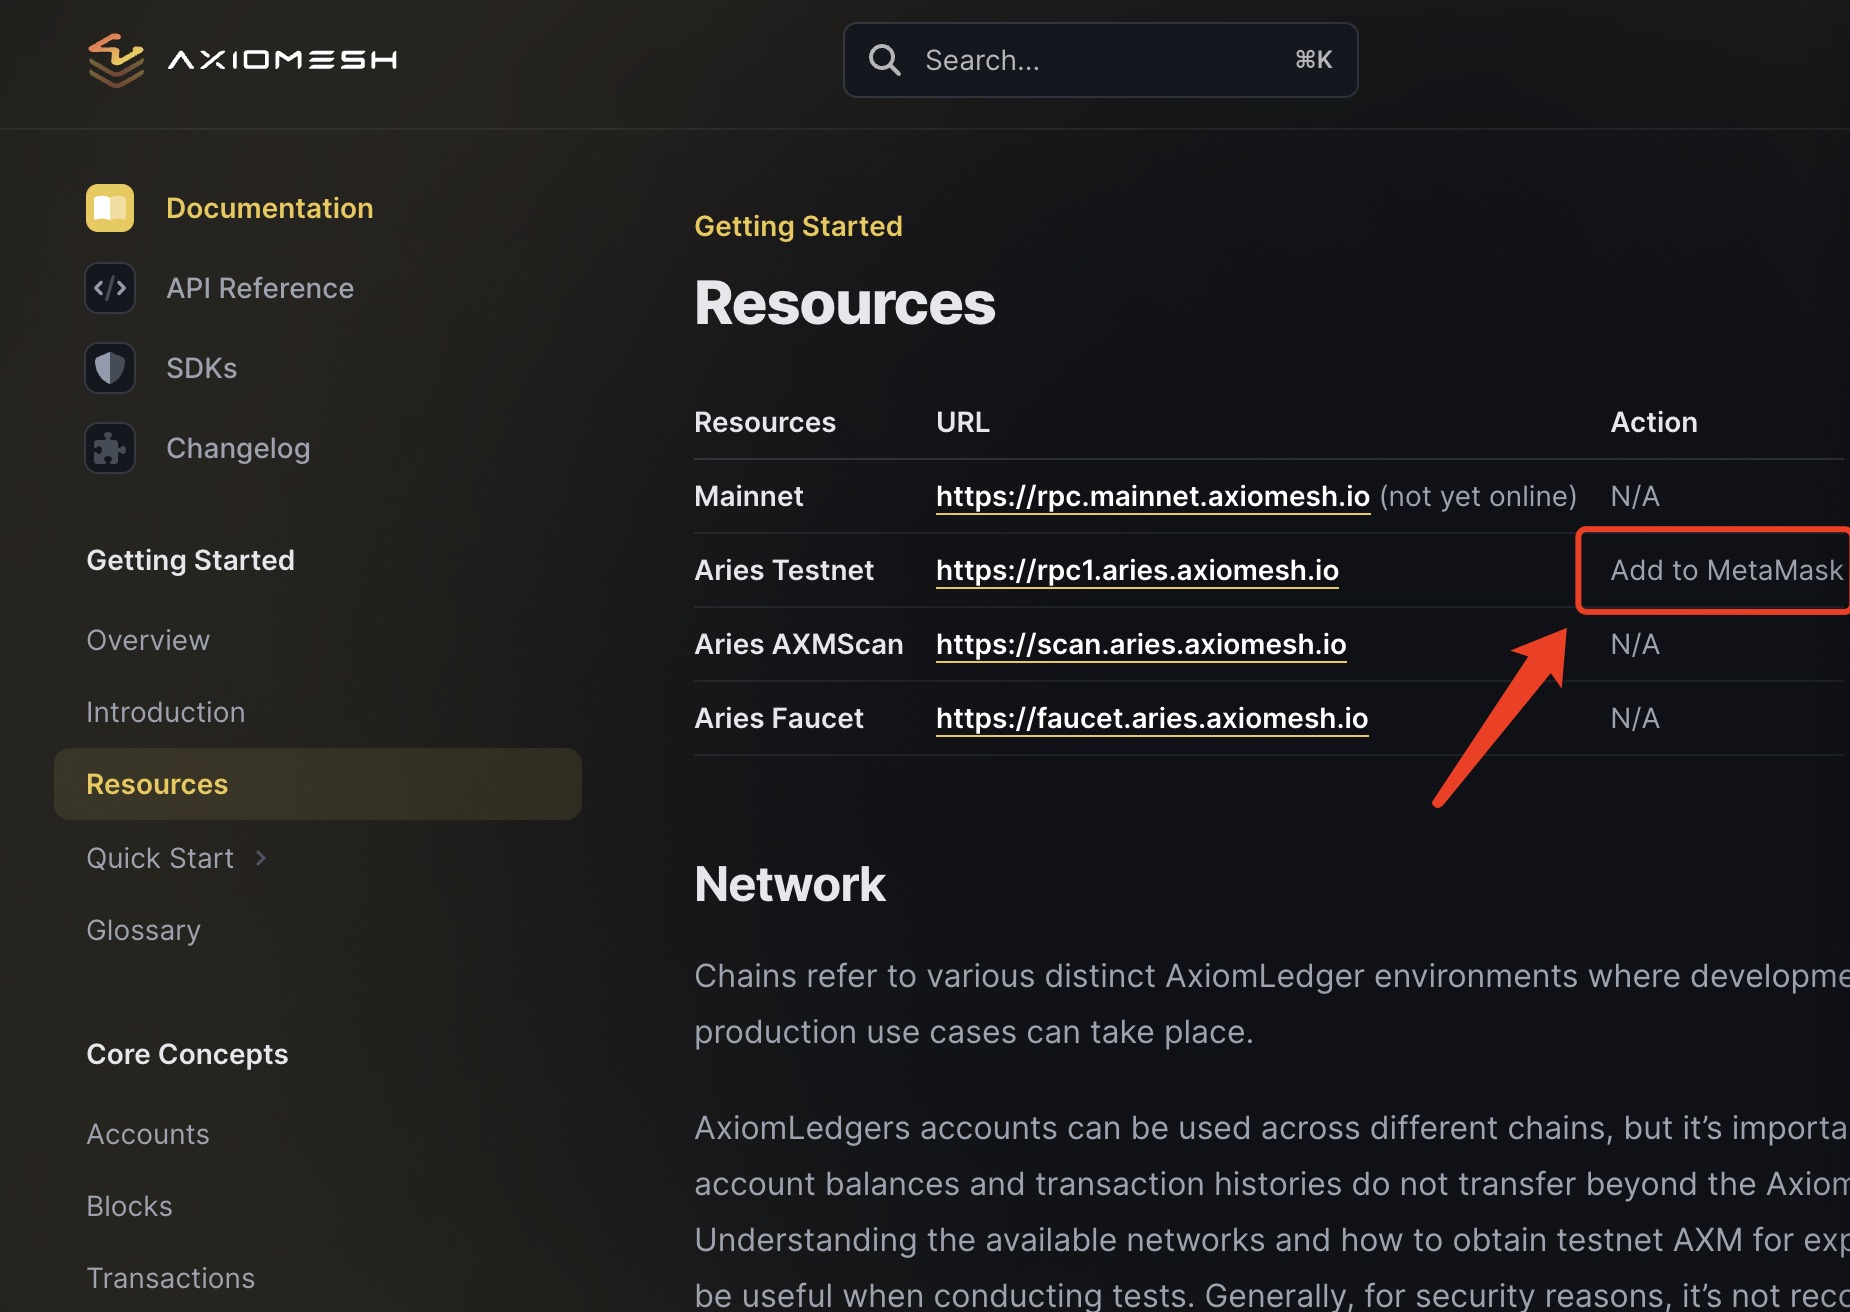 AXIOMESH
Search... ⌘K
Documentation
API Reference
SDKs
Changelog
Getting Started
Overview
Introduction
Resources
Quick Start
Glossary
Core Concepts
Accounts
Blocks
Transactions
Getting Started
Resources
Resources URL Action
Mainnet https://rpc.mainnet.axiomesh.io (not yet online) N/A
Aries Testnet https://rpc1.aries.axiomesh.io Add to MetaMask
Aries AXMScan https://scan.aries.axiomesh.io N/A
Aries Faucet https://faucet.aries.axiomesh.io N/A
Network
Chains refer to various distinct AxiomLedger environments where developme
production use cases can take place.
AxiomLedgers accounts can be used across different chains, but it’s importa
account balances and transaction histories do not transfer beyond the Axiom
Understanding the available networks and how to obtain testnet AXM for exp
be useful when conducting tests. Generally, for security reasons, it’s not reco